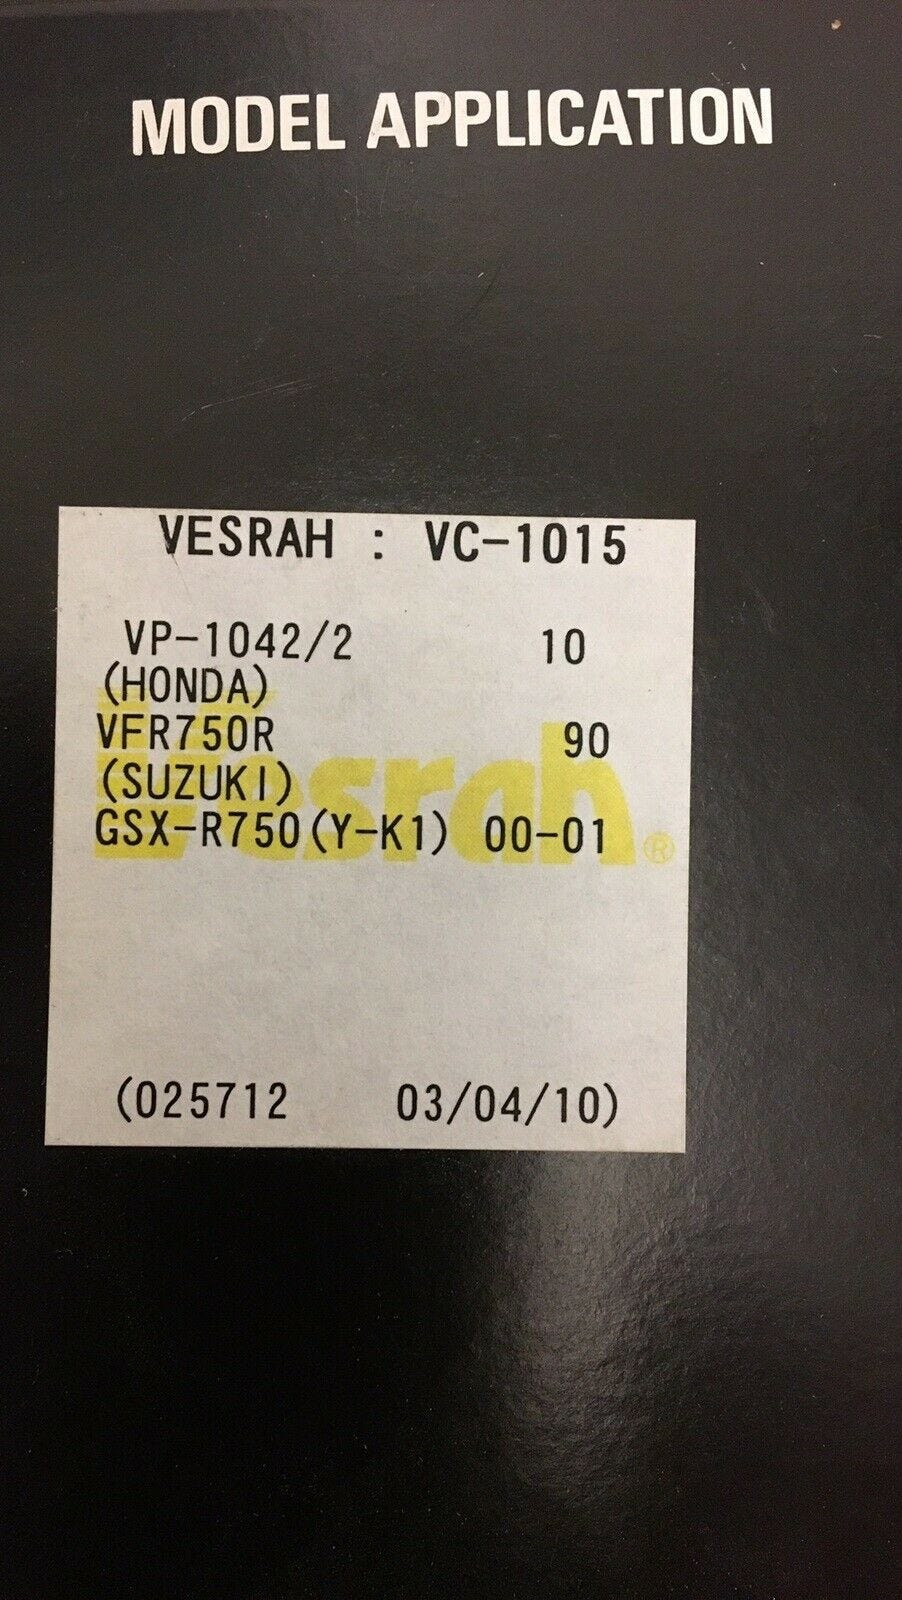 MODEL APPLICATION
VESRAH : VC-1015
VP-1042/2 10
(HONDA)
VFR750R 90
(SUZUKI)
GSX-R750(Y-K1) 00-01
Vesrah®
(025712 03/04/10)